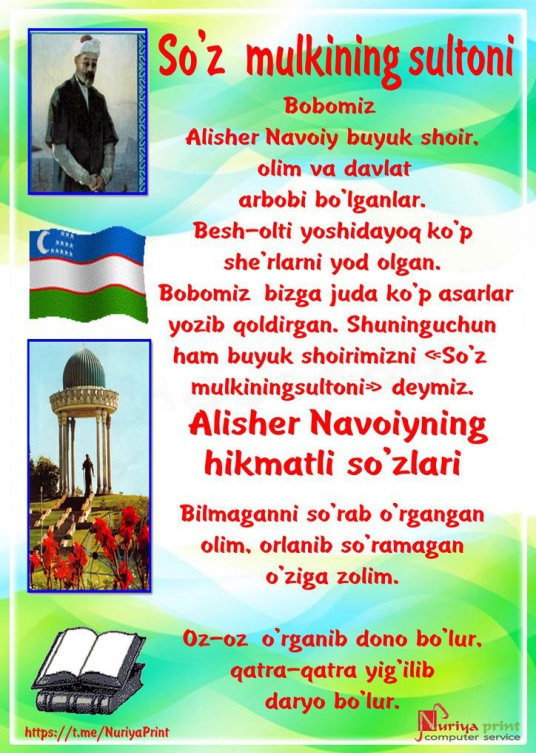 So'z mulkining sultoni
Bobomiz
Alisher Navoiy buyuk shoir,
olim va davlat
arbobi bo'lganlar.
Besh-olti yoshidayoq ko'p
she'rlarni yod olgan.
Bobomiz bizga juda ko'p asarlar
yozib qoldirgan. Shuninguchun
ham buyuk shoirimizni «So'z
mulkiningsultoni» deymiz.
Alisher Navoiyning
hikmatli so'zlari
Bilmaganni so'rab o'rgangan
olim, orlanib so'ramagan
o'ziga zolim.
Oz-oz o'rganib dono bo'lur,
qatra-qatra yig'ilib
daryo bo'lur.
https://t.me/NuriyaPrint
Nuriya print
computer service